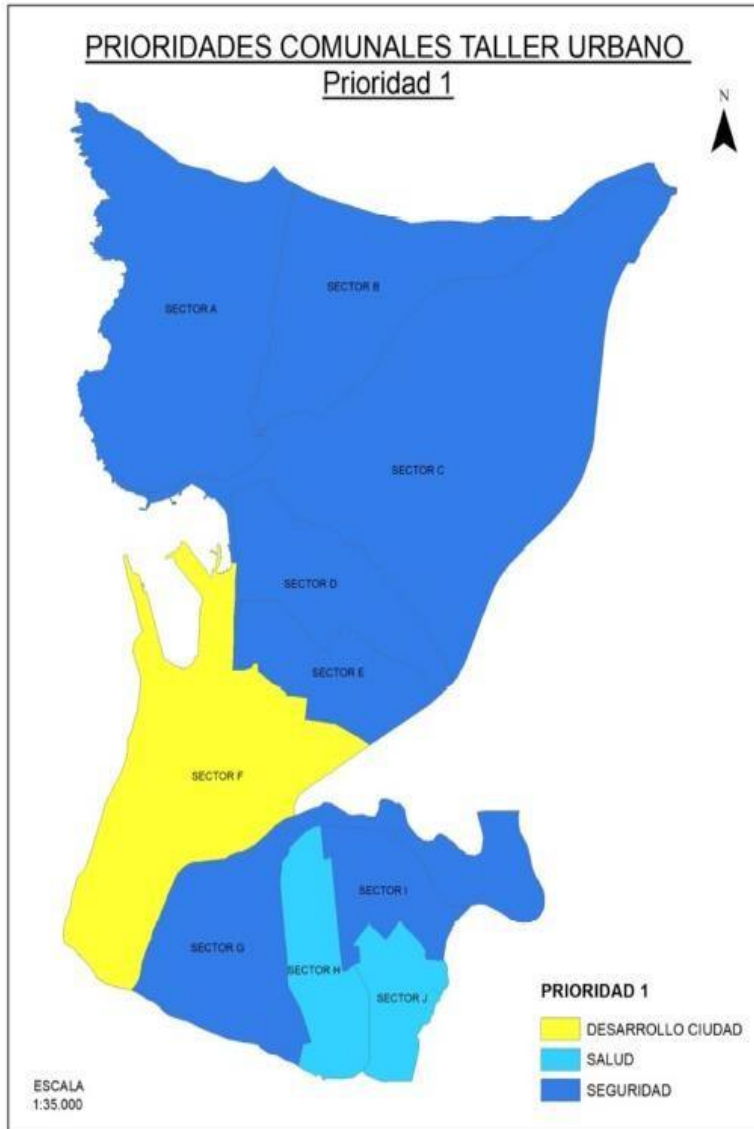 PRIORIDADES COMUNALES TALLER URBANO
Prioridad 1
N
SECTOR B
SECTOR A
SECTOR C
SECTOR D
SECTOR E
SECTOR F
SECTOR I
SECTOR G
SECTOR H
SECTOR J
PRIORIDAD 1
DESARROLLO CIUDAD
SALUD
SEGURIDAD
ESCALA
1:35.000